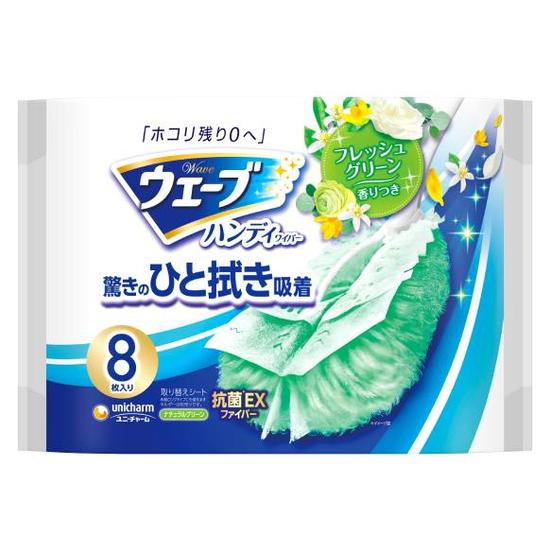 「ホコリ残り0へ」
Wave
ウェーブ
ハンディワイパー
フレッシュ
グリーン
香りつき
驚きのひと拭き吸着
8
枚入り
取り替えシート
ナチュラルグリーン
抗菌EX
ファイバー
unicharm
ユニ・チャーム